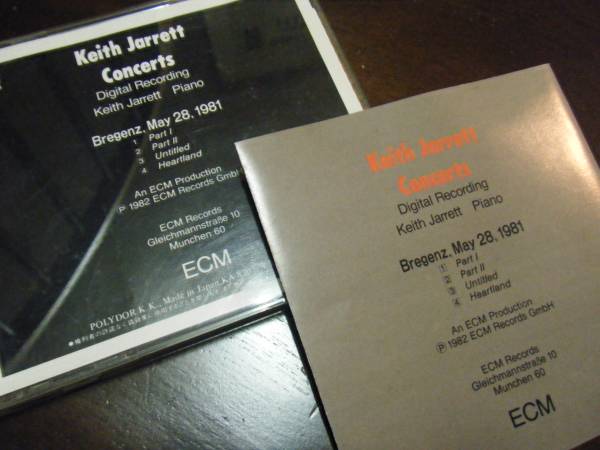 Keith Jarrett
Concerts
Digital Recording
Keith Jarrett Piano
Bregenz, May 28, 1981
1 Part I
2 Part II
3 Untitled
4 Heartland
An ECM Production
℗ 1982 ECM Records GmbH
ECM Records
Gleichmannstraße 10
Munchen 60
ECM
POLYDOR K.K., Made in Japan
Keith Jarrett
Concerts
Digital Recording
Keith Jarrett Piano
Bregenz, May 28, 1981
1 Part I
2 Part II
3 Untitled
4 Heartland
An ECM Production
℗ 1982 ECM Records GmbH
ECM Records
Gleichmannstraße 10
Munchen 60
ECM